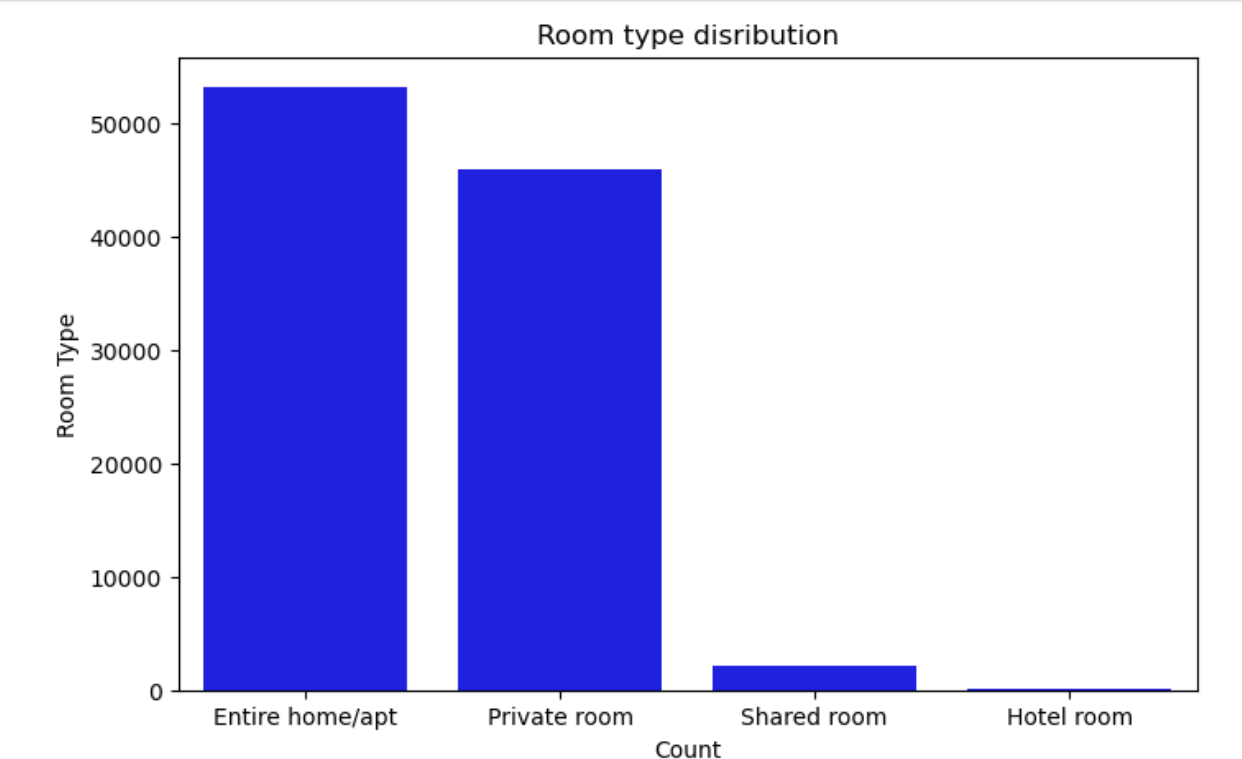 Room type disribution
50000
40000
30000
20000
10000
0
Room Type
Entire home/apt Private room Shared room Hotel room
Count